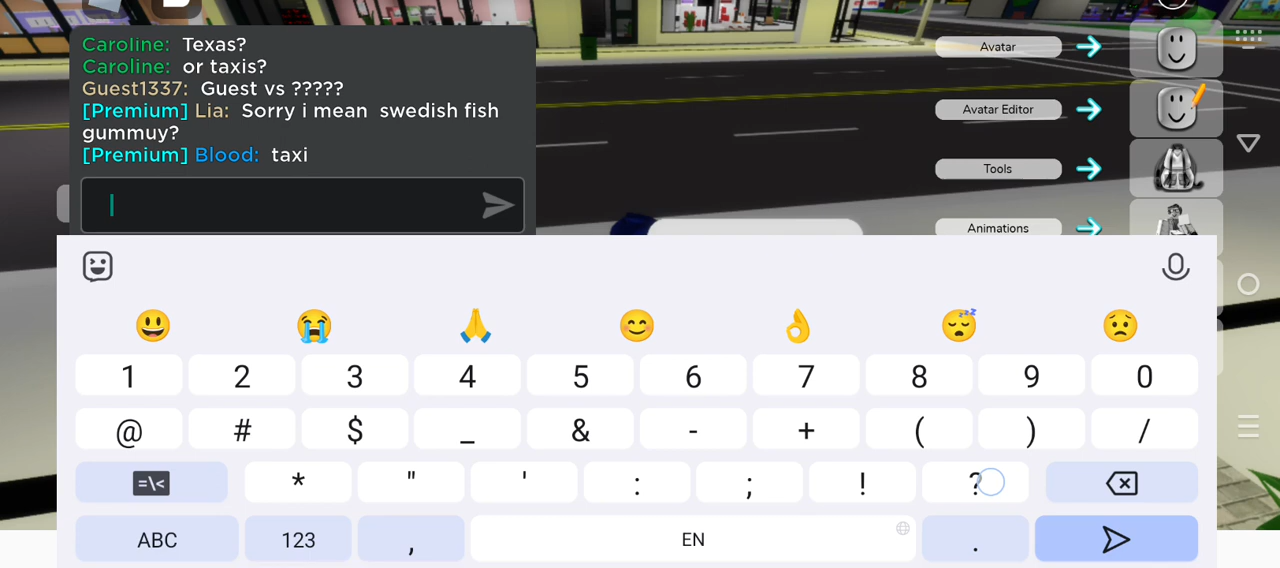 Caroline: Texas?
Caroline: or taxis?
Guest1337: Guest vs ?????
[Premium] Lia: Sorry i mean swedish fish
gummuy?
[Premium] Blood: taxi
Avatar
Avatar Editor
Tools
Animations
1 2 3 4 5 6 7 8 9 0
@ # $ _ & - + ( ) /
=\< * " ' : ; ! ?
ABC 123 , EN .